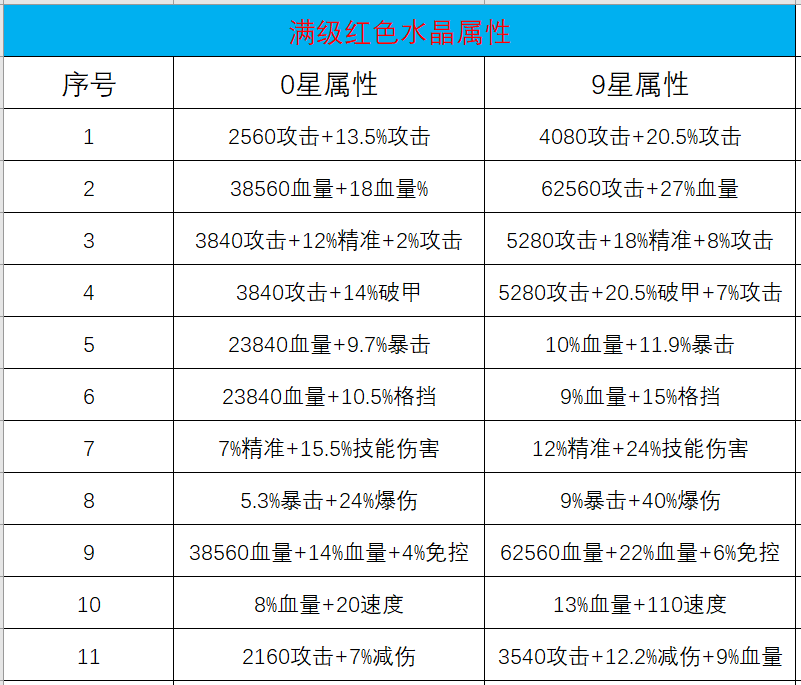 满级红色水晶属性
序号 0星属性 9星属性
1 2560攻击+13.5%攻击 4080攻击+20.5%攻击
2 38560血量+18血量% 62560攻击+27%血量
3 3840攻击+12%精准+2%攻击 5280攻击+18%精准+8%攻击
4 3840攻击+14%破甲 5280攻击+20.5%破甲+7%攻击
5 23840血量+9.7%暴击 10%血量+11.9%暴击
6 23840血量+10.5%格挡 9%血量+15%格挡
7 7%精准+15.5%技能伤害 12%精准+24%技能伤害
8 5.3%暴击+24%爆伤 9%暴击+40%爆伤
9 38560血量+14%血量+4%免控 62560血量+22%血量+6%免控
10 8%血量+20速度 13%血量+110速度
11 2160攻击+7%减伤 3540攻击+12.2%减伤+9%血量